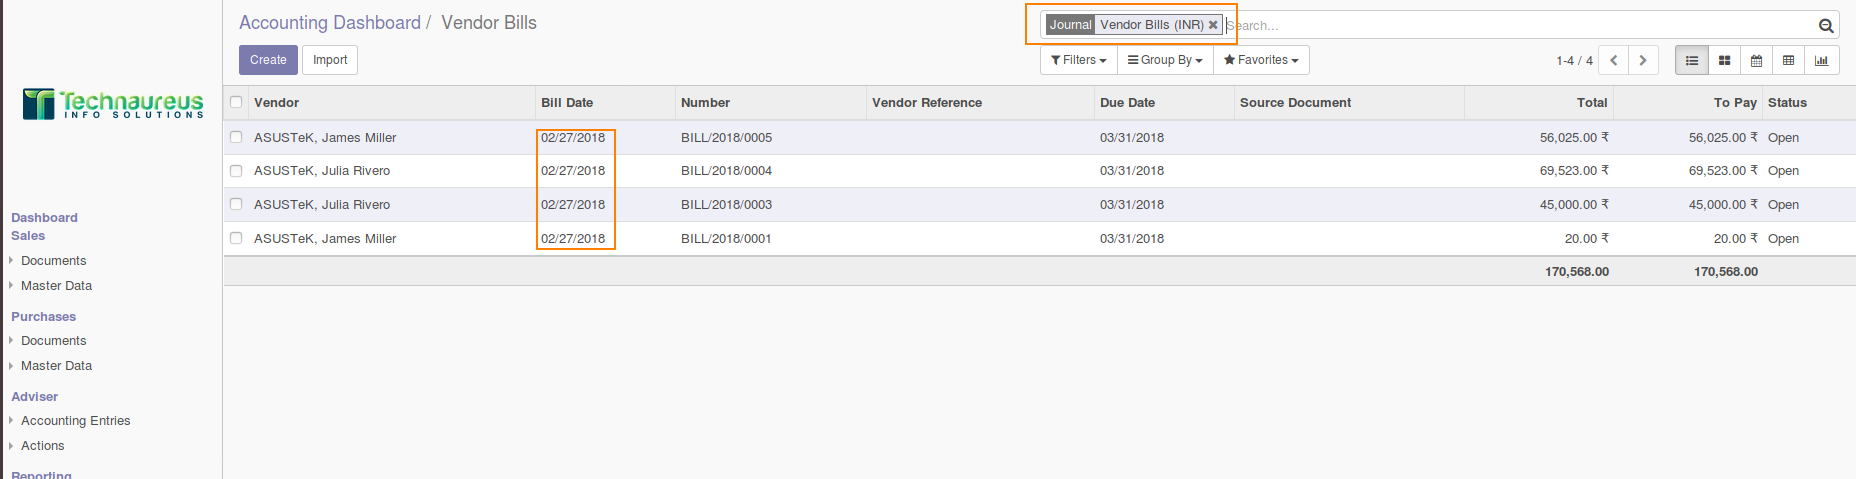 Accounting Dashboard / Vendor Bills
Journal Vendor Bills (INR) ✖ Search...
Create Import
Filters Group By Favorites 1-4 / 4
Technaureus
INFO SOLUTIONS
Dashboard
Sales
Documents
Master Data
Purchases
Documents
Master Data
Adviser
Accounting Entries
Actions
Reporting
Vendor Bill Date Number Vendor Reference Due Date Source Document Total To Pay Status
ASUSTeK, James Miller 02/27/2018 BILL/2018/0005 03/31/2018 56,025.00 ₹ 56,025.00 ₹ Open
ASUSTeK, Julia Rivero 02/27/2018 BILL/2018/0004 03/31/2018 69,523.00 ₹ 69,523.00 ₹ Open
ASUSTeK, Julia Rivero 02/27/2018 BILL/2018/0003 03/31/2018 45,000.00 ₹ 45,000.00 ₹ Open
ASUSTeK, James Miller 02/27/2018 BILL/2018/0001 03/31/2018 20.00 ₹ 20.00 ₹ Open
170,568.00 170,568.00